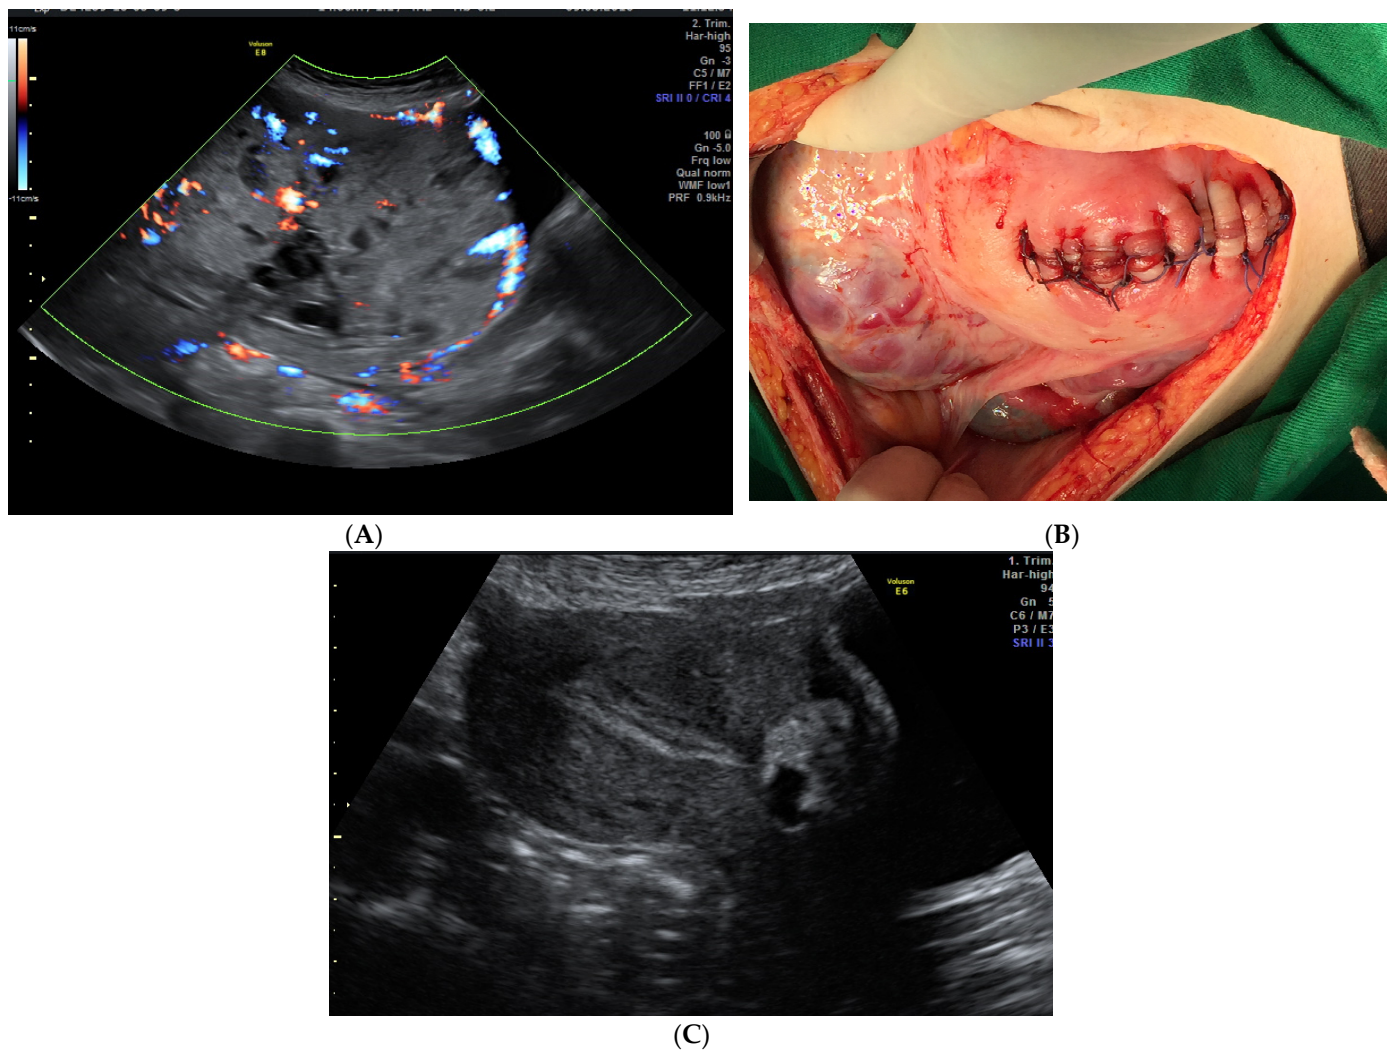 11cm/s
Voluson
E8
-11cm/s
2. Trim.
Har-high
95
Gn -3
C5 / M7
FF1 / E2
SRI II 0 / CRI 4
100
Gn -5.0
Frq low
Qual norm
WMF low1
PRF 0.9kHz
(A)
(B)
Voluson
E6
1. Trim.
Har-high
94
Gn 5
C6 / M7
P3 / E3
SRI II 3
(C)